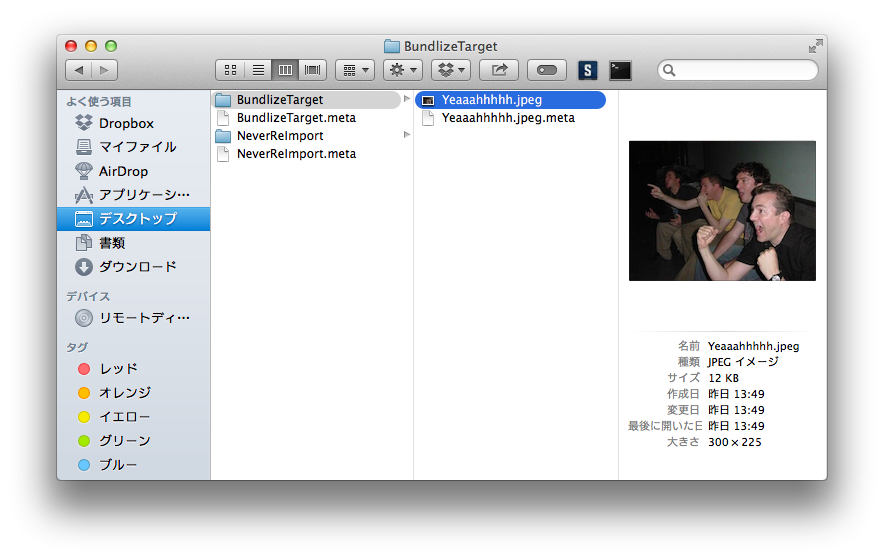 BundlizeTarget
よく使う項目
Dropbox
マイファイル
AirDrop
アプリケーシ…
デスクトップ
書類
ダウンロード
デバイス
リモートディ…
タグ
レッド
オレンジ
イエロー
グリーン
ブルー
BundlizeTarget
BundlizeTarget.meta
NeverReImport
NeverReImport.meta
Yeaaahhhhh.jpeg
Yeaaahhhhh.jpeg.meta
名前 Yeaaahhhhh.jpeg
種類 JPEG イメージ
サイズ 12 KB
作成日 昨日 13:49
変更日 昨日 13:49
最後に開いた日 昨日 13:49
大きさ 300 × 225